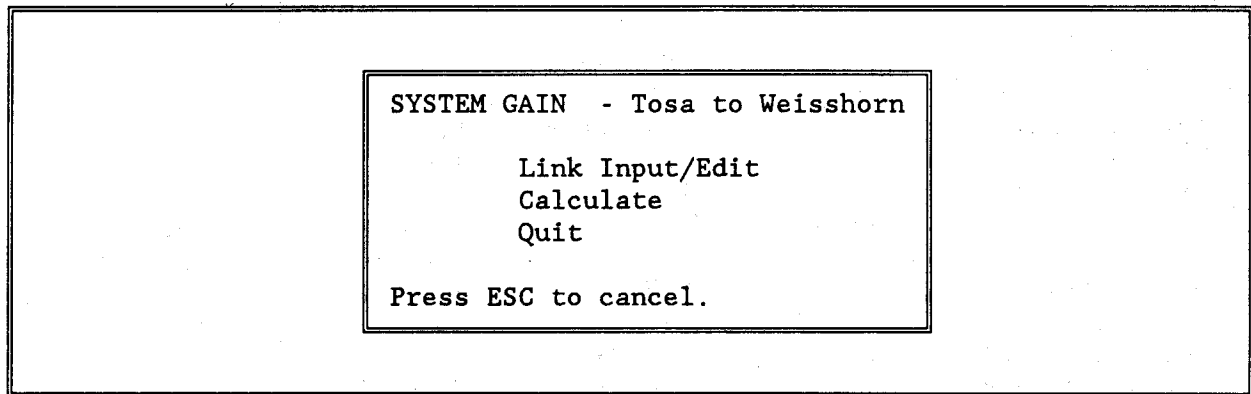 SYSTEM GAIN - Tosa to Weisshorn
Link Input/Edit
Calculate
Quit
Press ESC to cancel.